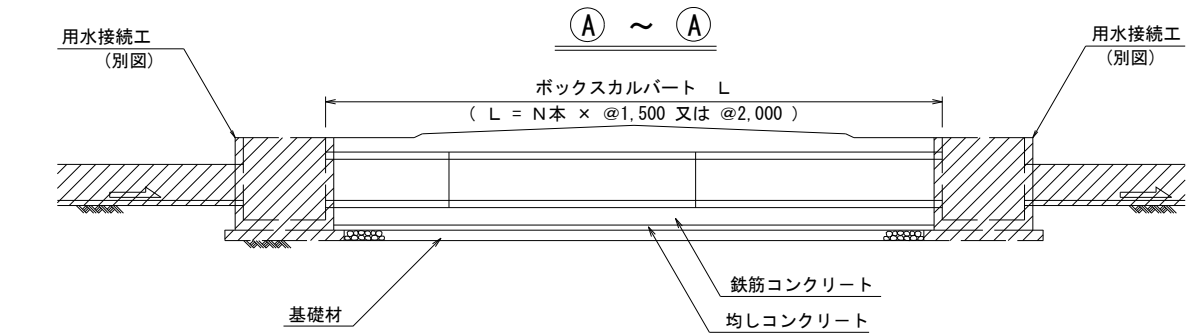 Ⓐ ～ Ⓐ
用水接続工
(別図)
用水接続工
(別図)
ボックスカルバート L
( L = N本 × @1,500 又は @2,000 )
鉄筋コンクリート
基礎材
均しコンクリート